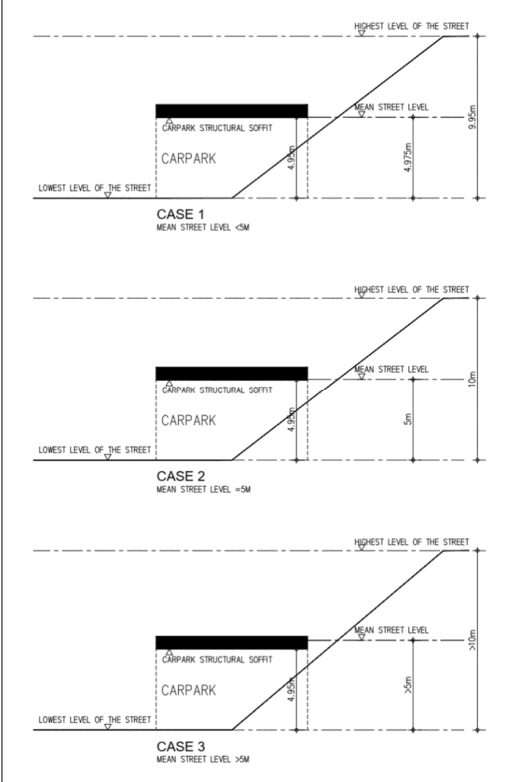 HIGHEST LEVEL OF THE STREET
MEAN STREET LEVEL
CARPARK STRUCTURAL SOFFIT
CARPARK
4.95m
4.975m
9.95m
LOWEST LEVEL OF THE STREET
CASE 1
MEAN STREET LEVEL <5M
HIGHEST LEVEL OF THE STREET
MEAN STREET LEVEL
CARPARK STRUCTURAL SOFFIT
CARPARK
4.95m
5m
10m
LOWEST LEVEL OF THE STREET
CASE 2
MEAN STREET LEVEL =5M
HIGHEST LEVEL OF THE STREET
MEAN STREET LEVEL
CARPARK STRUCTURAL SOFFIT
CARPARK
4.95m
>5m
>10m
LOWEST LEVEL OF THE STREET
CASE 3
MEAN STREET LEVEL >5M